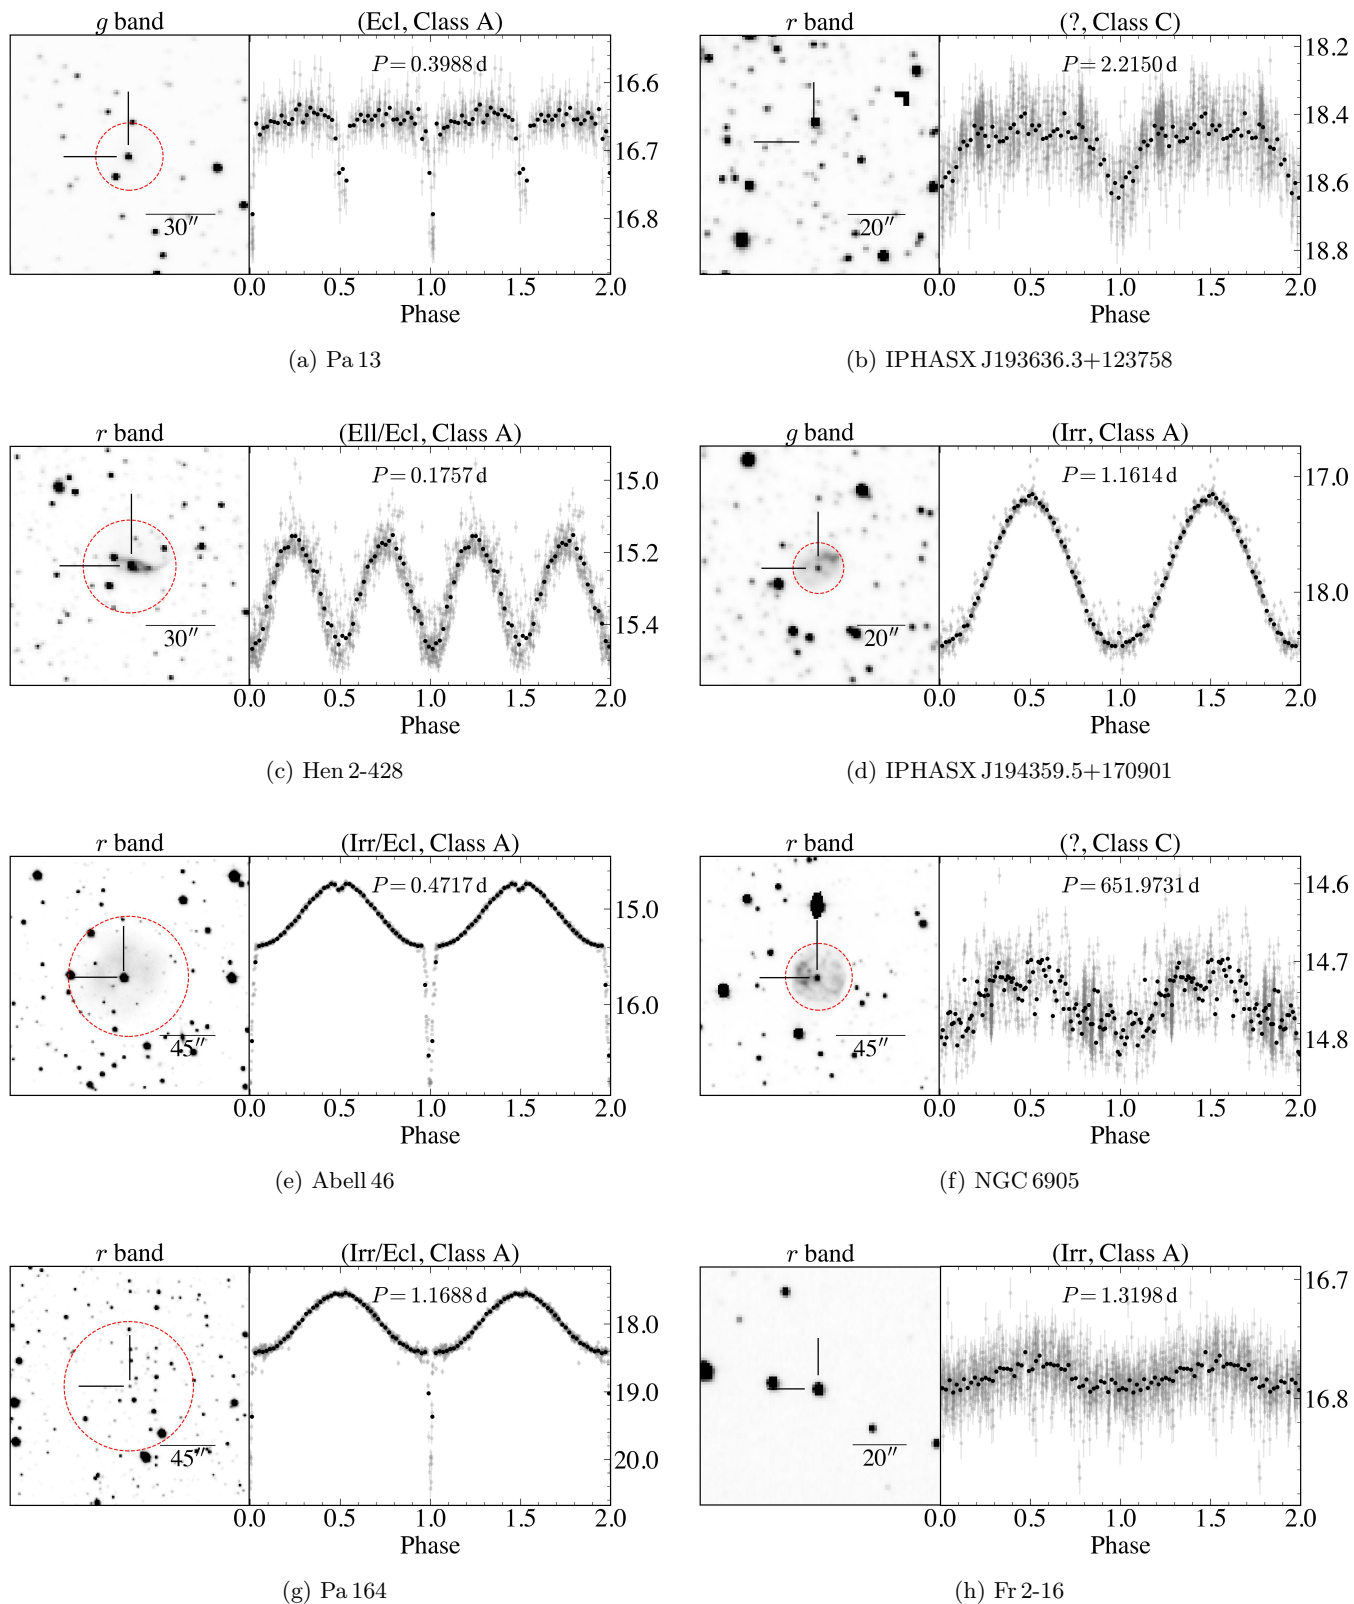 g band (Ecl, Class A)
P = 0.3988 d
16.6
16.7
16.8
30″
0.0 0.5 1.0 1.5 2.0
Phase
(a) Pa 13
r band (?, Class C)
P = 2.2150 d
18.2
18.4
18.6
18.8
20″
0.0 0.5 1.0 1.5 2.0
Phase
(b) IPHASX J193636.3+123758
r band (Ell/Ecl, Class A)
P = 0.1757 d
15.0
15.2
15.4
30″
0.0 0.5 1.0 1.5 2.0
Phase
(c) Hen 2-428
g band (Irr, Class A)
P = 1.1614 d
17.0
18.0
20″
0.0 0.5 1.0 1.5 2.0
Phase
(d) IPHASX J194359.5+170901
r band (Irr/Ecl, Class A)
P = 0.4717 d
15.0
16.0
45″
0.0 0.5 1.0 1.5 2.0
Phase
(e) Abell 46
r band (?, Class C)
P = 651.9731 d
14.6
14.7
14.8
45″
0.0 0.5 1.0 1.5 2.0
Phase
(f) NGC 6905
r band (Irr/Ecl, Class A)
P = 1.1688 d
18.0
19.0
20.0
45″
0.0 0.5 1.0 1.5 2.0
Phase
(g) Pa 164
r band (Irr, Class A)
P = 1.3198 d
16.7
16.8
20″
0.0 0.5 1.0 1.5 2.0
Phase
(h) Fr 2-16